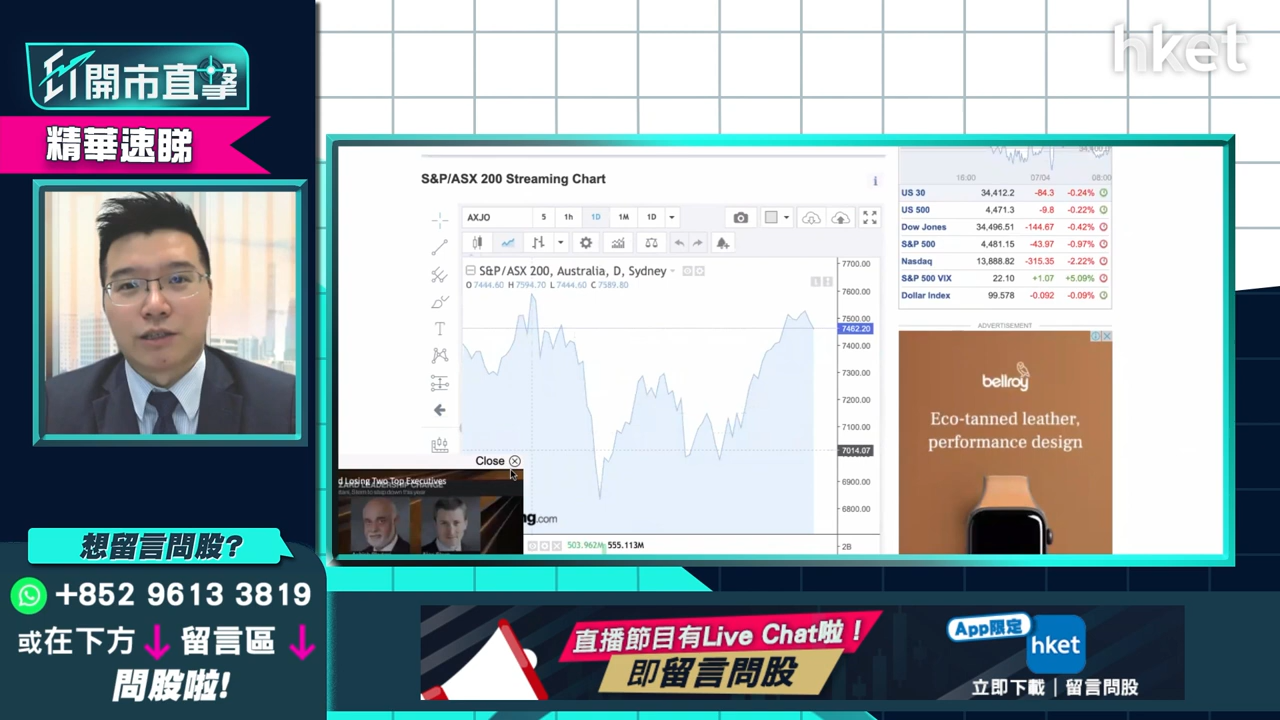 hket
開市直擊
精華速睇
想留言問股?
+852 9613 3819
或在下方 留言區
問股啦!
S&P/ASX 200 Streaming Chart
i
AXJO 5 1h 1D 1M 1D
S&P/ASX 200, Australia, D, Sydney
O 7444.60 H 7594.70 L 7444.60 C 7589.80
7700.00
7600.00
7500.00
7482.20
7400.00
7300.00
7200.00
7100.00
7014.07
6900.00
6800.00
2B
Close
d Losing Two Top Executives
ng.com
503.962M 555.113M
16:00 07/04 08:00
US 30 34,412.2 -84.3 -0.24%
US 500 4,471.3 -9.8 -0.22%
Dow Jones 34,496.51 -144.67 -0.42%
S&P 500 4,481.15 -43.97 -0.97%
Nasdaq 13,888.82 -315.35 -2.22%
S&P 500 VIX 22.10 +1.07 +5.09%
Dollar Index 99.578 -0.092 -0.09%
ADVERTISEMENT
bellroy
Eco-tanned leather,
performance design
直播節目有Live Chat啦！
即留言問股
App限定
hket
立即下載｜留言問股